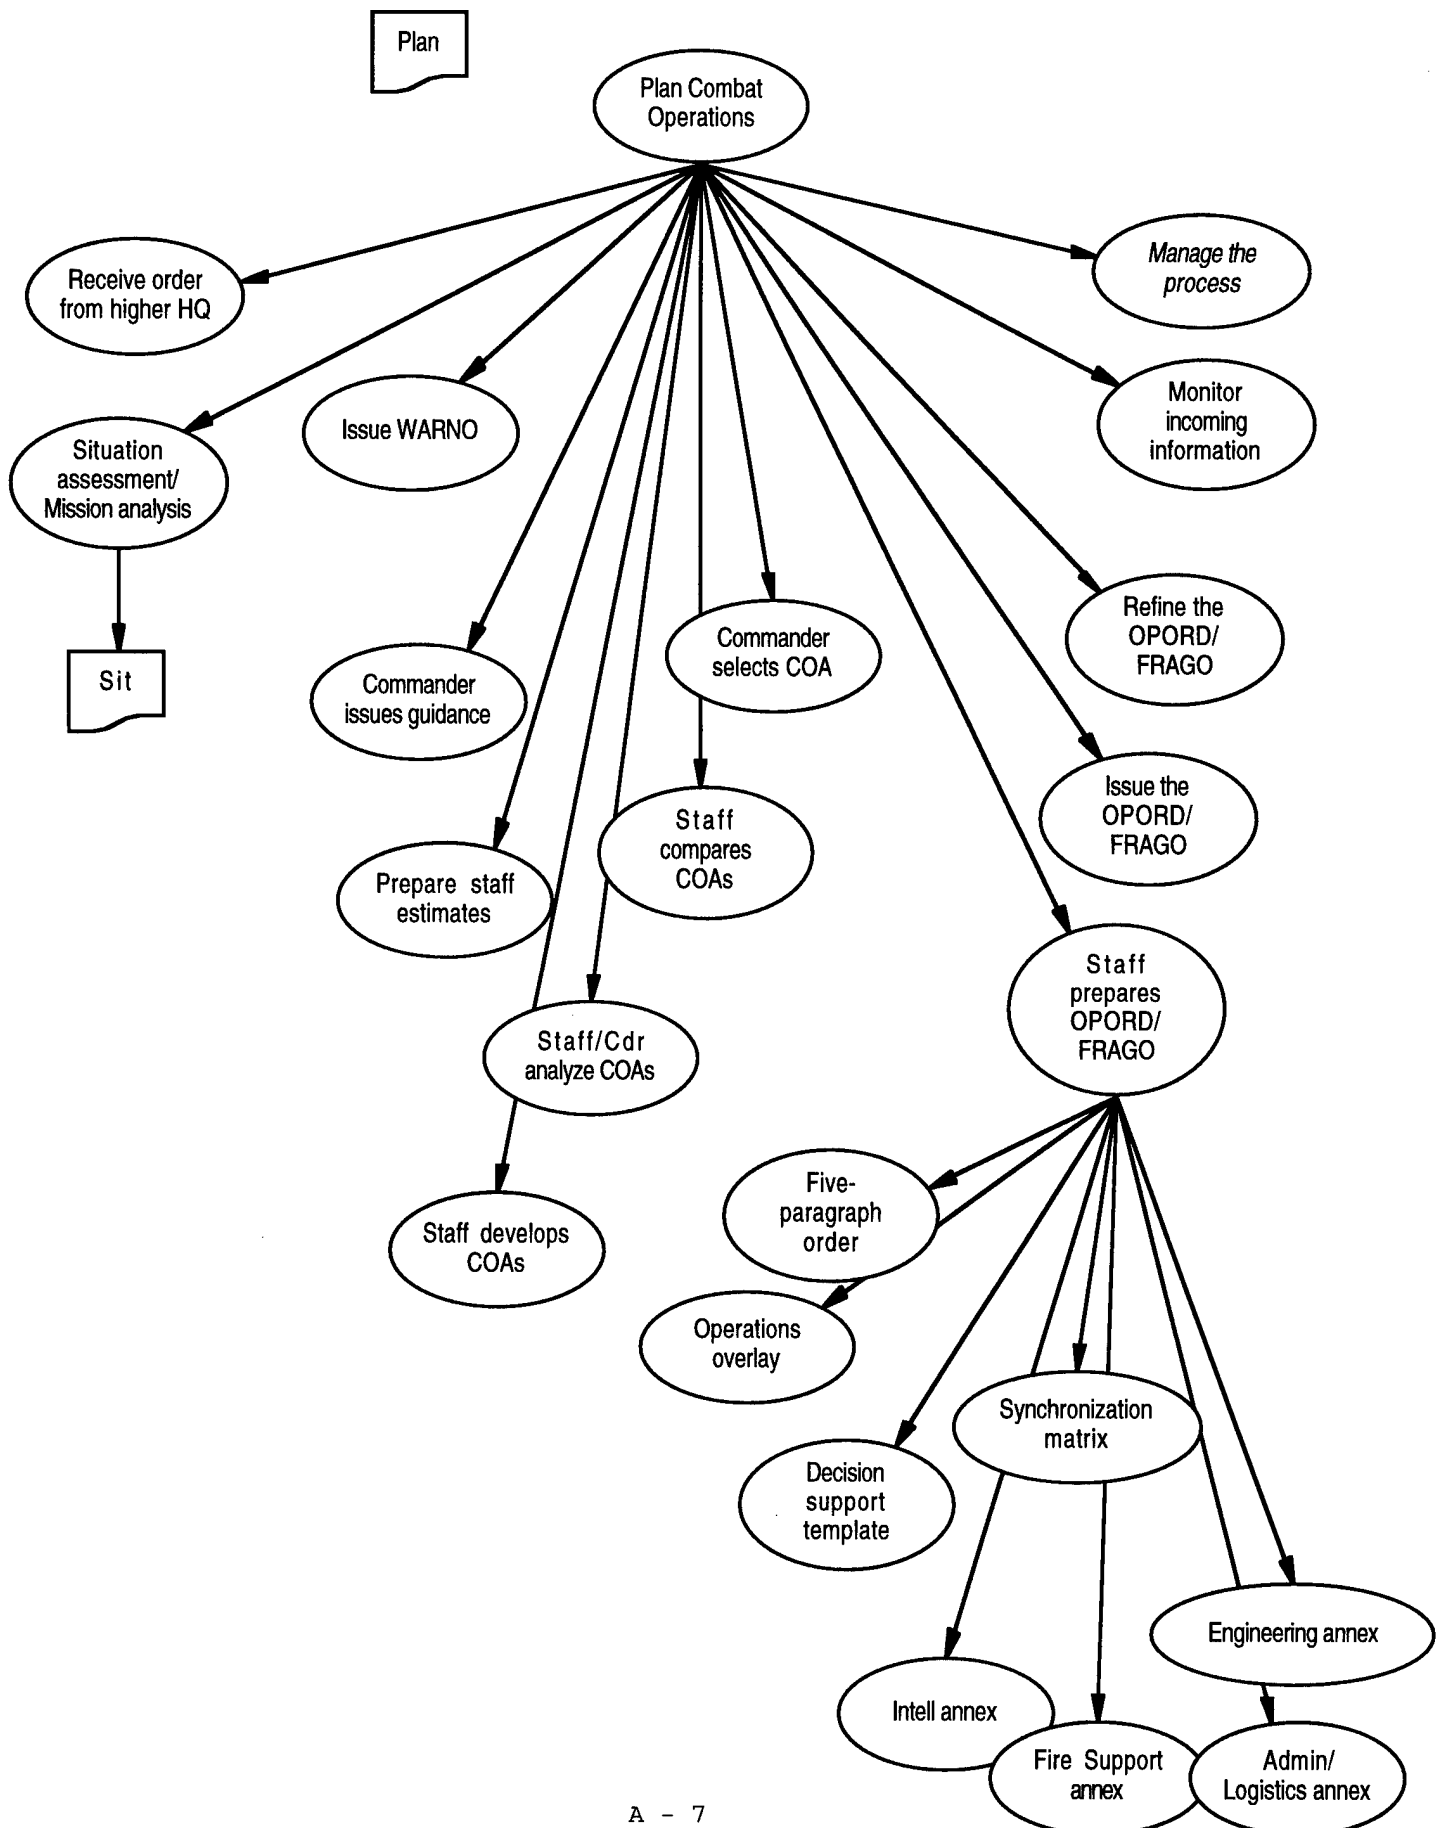 Plan
Plan Combat
Operations
Receive order
from higher HQ
Manage the
process
Issue WARNO
Monitor
incoming
information
Situation
assessment/
Mission analysis
Sit
Commander
issues guidance
Commander
selects COA
Refine the
OPORD/
FRAGO
Prepare staff
estimates
Staff
compares
COAs
Issue the
OPORD/
FRAGO
Staff/Cdr
analyze COAs
Staff
prepares
OPORD/
FRAGO
Staff develops
COAs
Five-
paragraph
order
Operations
overlay
Decision
support
template
Synchronization
matrix
Engineering annex
Intell annex
Fire Support
annex
Admin/
Logistics annex
A - 7